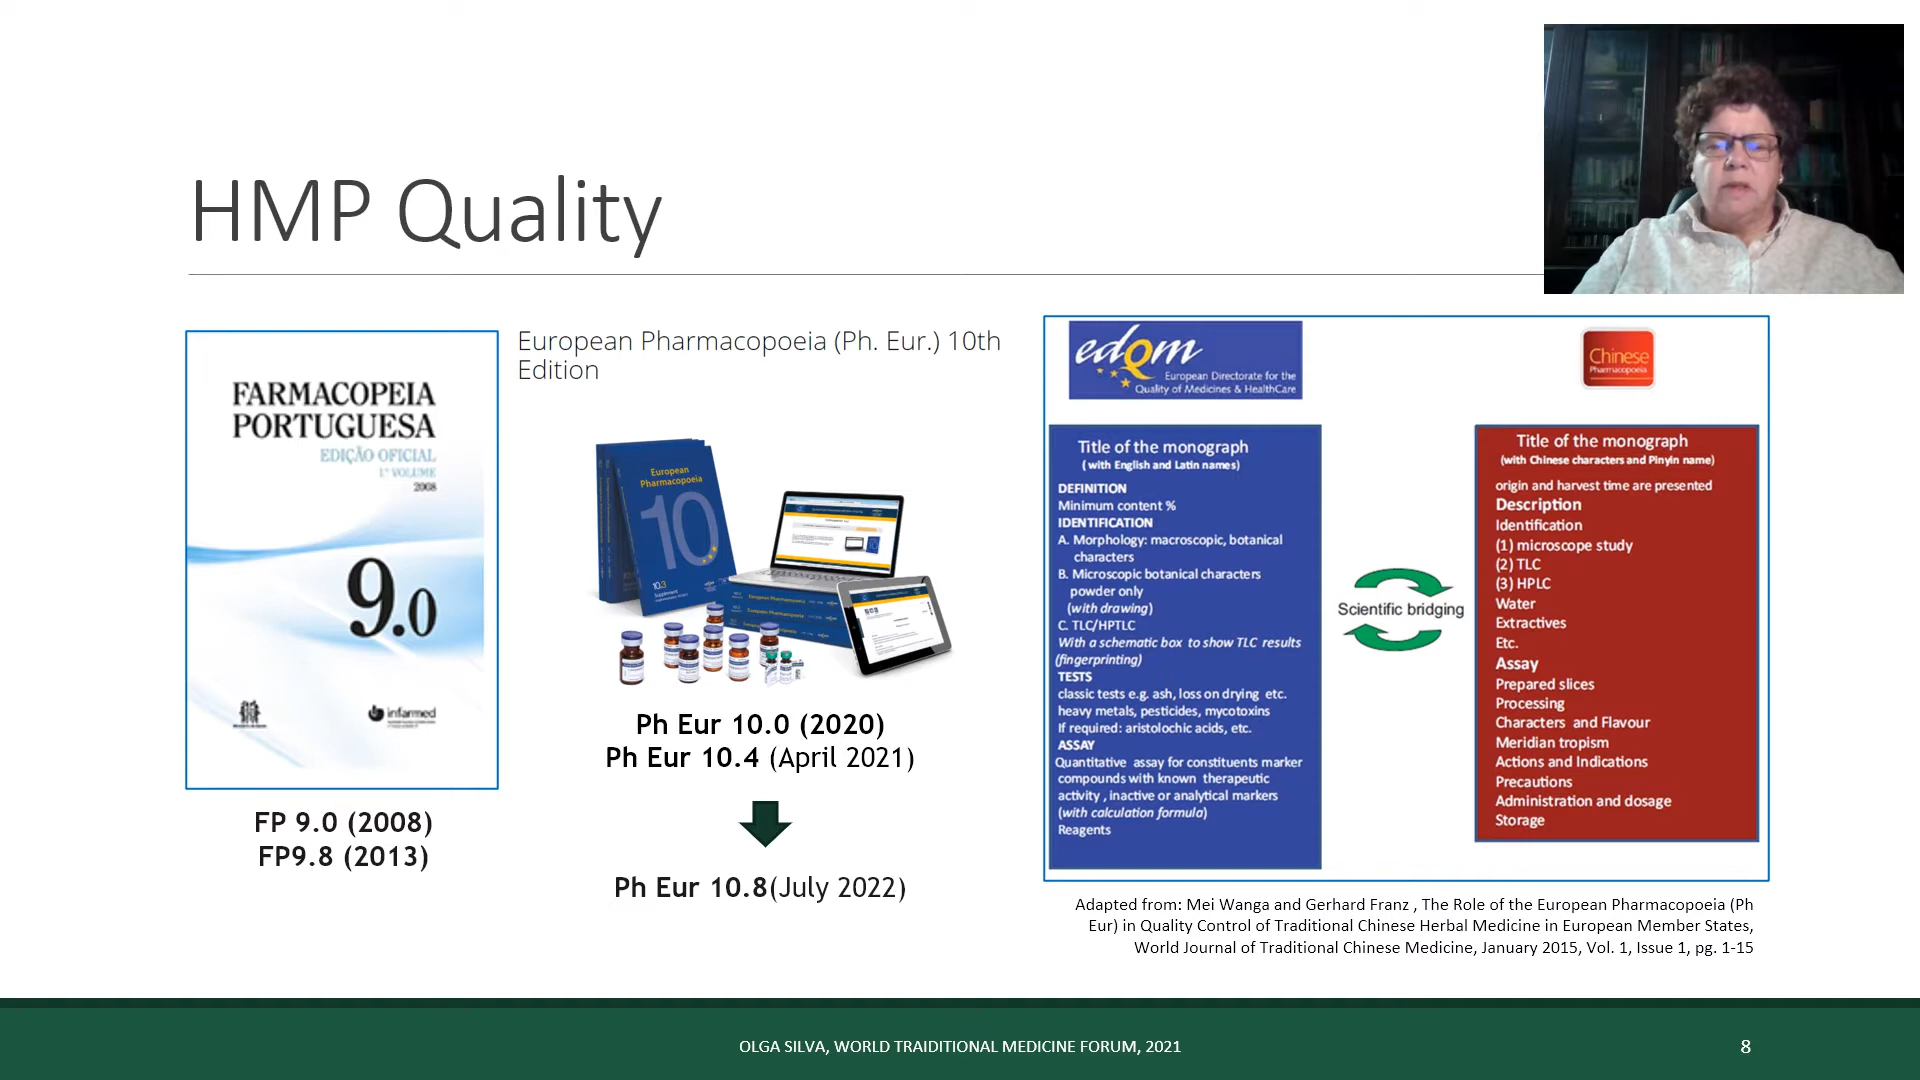 HMP Quality
FARMACOPEIA
PORTUGUESA
EDIÇÃO OFICIAL
1.º VOLUME
2008
9.0
infarmed
FP 9.0 (2008)
FP9.8 (2013)
European Pharmacopoeia (Ph. Eur.) 10th
Edition
European
Pharmacopoeia
10
10.3
Supplement
European Pharmacopoeia
Ph Eur 10.0 (2020)
Ph Eur 10.4 (April 2021)
Ph Eur 10.8(July 2022)
edQm
European Directorate for the
Quality of Medicines & HealthCare
Title of the monograph
( with English and Latin names)
DEFINITION
Minimum content %
IDENTIFICATION
A. Morphology: macroscopic, botanical
characters
B. Microscopic botanical characters
powder only
(with drawing)
C. TLC/HPTLC
With a schematic box to show TLC results
(fingerprinting)
TESTS
classic tests e.g. ash, loss on drying etc.
heavy metals, pesticides, mycotoxins
If required: aristolochic acids, etc.
ASSAY
Quantitative assay for constituents marker
compounds with known therapeutic
activity , inactive or analytical markers
(with calculation formula)
Reagents
Scientific bridging
Chinese
Pharmacopoeia
Title of the monograph
(with Chinese characters and Pinyin name)
origin and harvest time are presented
Description
Identification
(1) microscope study
(2) TLC
(3) HPLC
Water
Extractives
Etc.
Assay
Prepared slices
Processing
Characters and Flavour
Meridian tropism
Actions and Indications
Precautions
Administration and dosage
Storage
Adapted from: Mei Wanga and Gerhard Franz , The Role of the European Pharmacopoeia (Ph
Eur) in Quality Control of Traditional Chinese Herbal Medicine in European Member States,
World Journal of Traditional Chinese Medicine, January 2015, Vol. 1, Issue 1, pg. 1-15
OLGA SILVA, WORLD TRAIDITIONAL MEDICINE FORUM, 2021
8